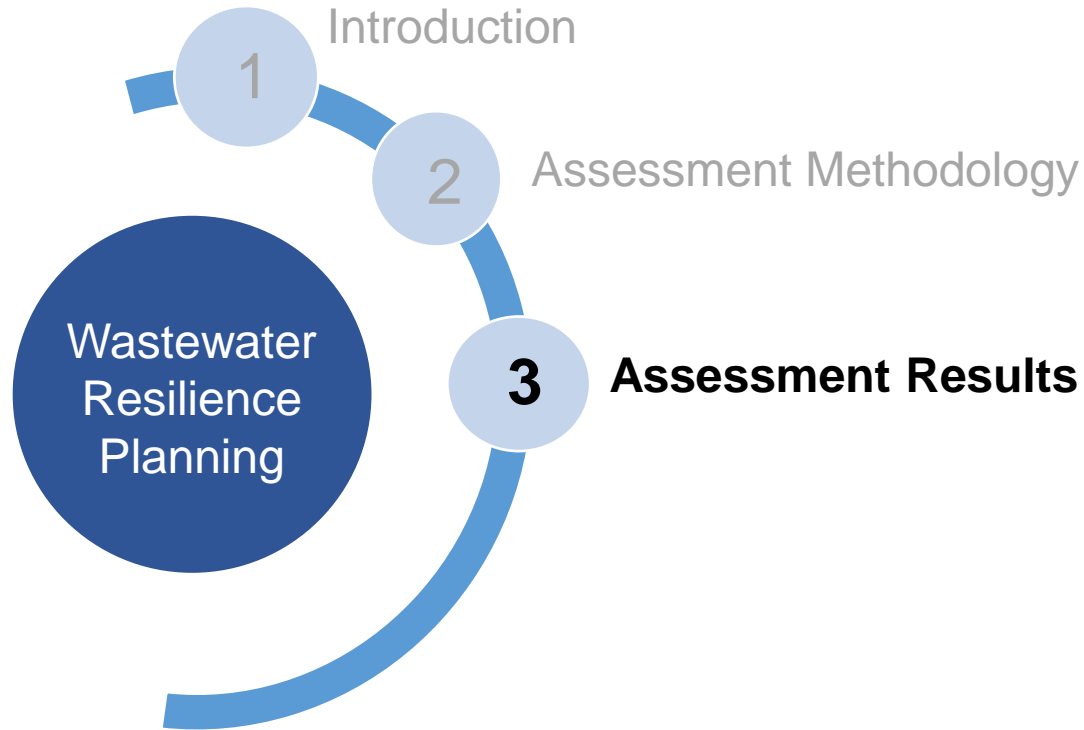 1
Introduction
2
Assessment Methodology
Wastewater
Resilience
Planning
3
Assessment Results